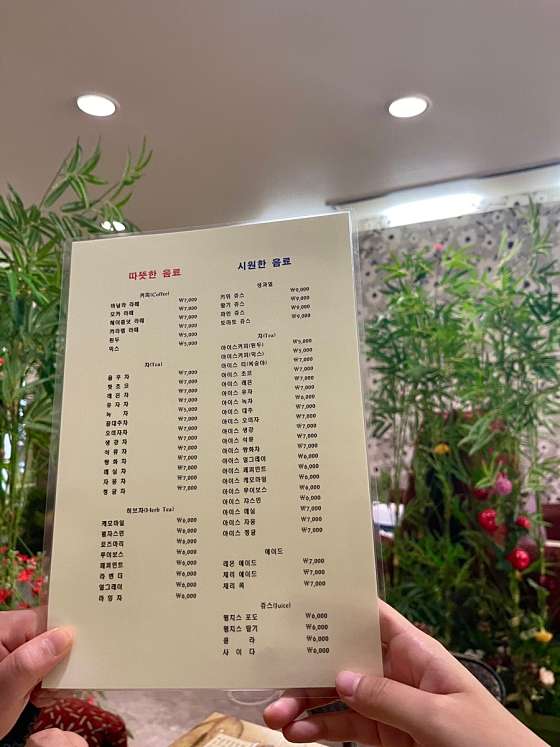 따뜻한 음료
커피(Coffee)
바닐라 라떼 ₩7,000
모카 라떼 ₩7,000
헤이즐넛 라떼 ₩7,000
카라멜 라떼 ₩7,000
원두 ₩5,000
믹스 ₩5,000
차(Tea)
율무차 ₩7,000
핫초코 ₩7,000
레몬차 ₩7,000
유자차 ₩7,000
녹차 ₩5,000
꿀대추차 ₩7,000
오미자차 ₩7,000
생강차 ₩7,000
석류차 ₩7,000
쌍화차 ₩7,000
매실차 ₩7,000
자몽차 ₩7,000
청귤차 ₩7,000
허브차(Herb Tea)
캐모마일 ₩6,000
펄자스민 ₩6,000
로즈마리 ₩6,000
루이보스 ₩6,000
페퍼민트 ₩6,000
라벤더 ₩6,000
얼그레이 ₩6,000
라임차 ₩6,000
시원한 음료
생과일
키위 쥬스 ₩9,000
딸기 쥬스 ₩9,000
파인 쥬스 ₩9,000
토마토 쥬스 ₩9,000
차(Tea)
아이스커피(원두) ₩5,000
아이스커피(믹스) ₩5,000
아이스 티(복숭아) ₩7,000
아이스 초코 ₩7,000
아이스 레몬 ₩7,000
아이스 유자 ₩7,000
아이스 녹차 ₩6,000
아이스 대추 ₩7,000
아이스 오미자 ₩7,000
아이스 생강 ₩7,000
아이스 석류 ₩7,000
아이스 쌍화차 ₩7,000
아이스 얼그레이 ₩6,000
아이스 페퍼민트 ₩6,000
아이스 캐모마일 ₩6,000
아이스 루이보스 ₩6,000
아이스 자스민 ₩6,000
아이스 매실 ₩7,000
아이스 자몽 ₩7,000
아이스 청귤 ₩7,000
에이드
레몬 에이드 ₩7,000
체리 에이드 ₩7,000
체리 콕 ₩7,000
쥬스(Juice)
웰치스 포도 ₩6,000
웰치스 딸기 ₩6,000
콜라 ₩6,000
사이다 ₩6,000